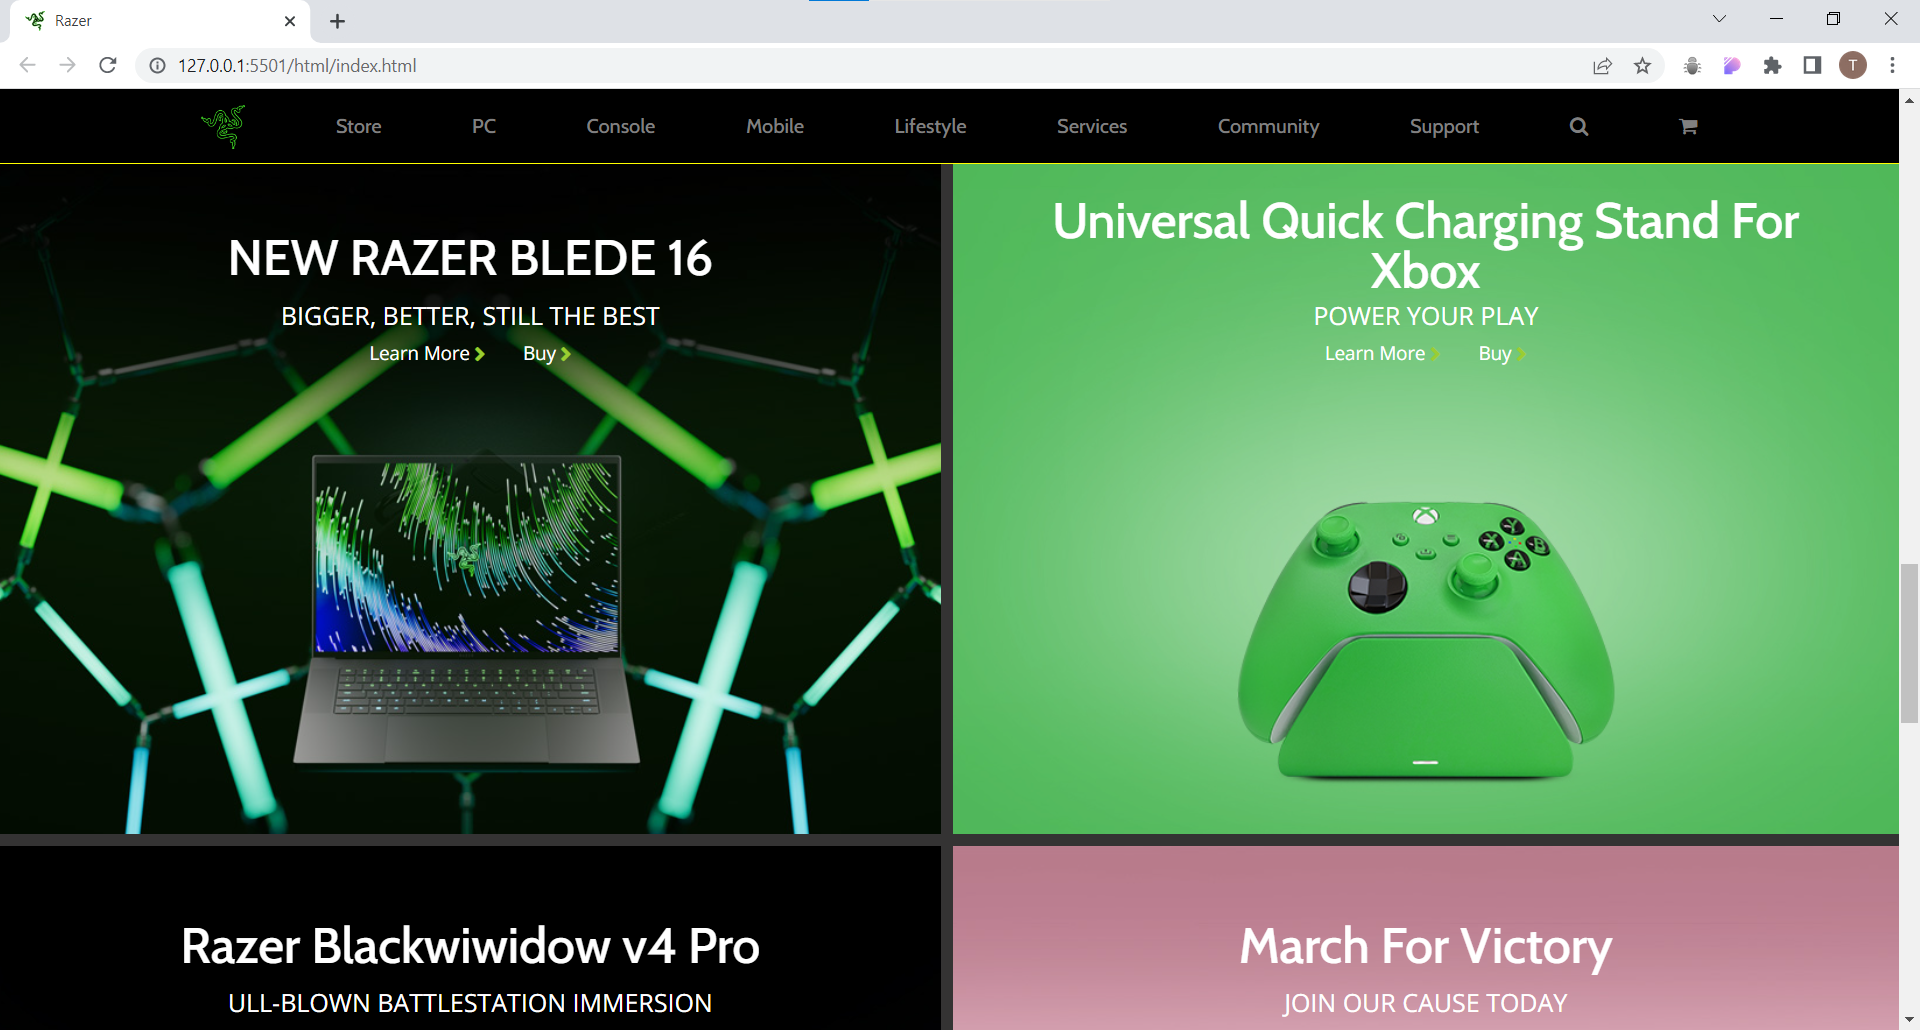 Razer
127.0.0.1:5501/html/index.html
T
Store PC Console Mobile Lifestyle Services Community Support
NEW RAZER BLEDE 16
BIGGER, BETTER, STILL THE BEST
Learn More Buy
Universal Quick Charging Stand For
Xbox
POWER YOUR PLAY
Learn More Buy
Y
X B
A
Razer Blackwiwidow v4 Pro
ULL-BLOWN BATTLESTATION IMMERSION
March For Victory
JOIN OUR CAUSE TODAY